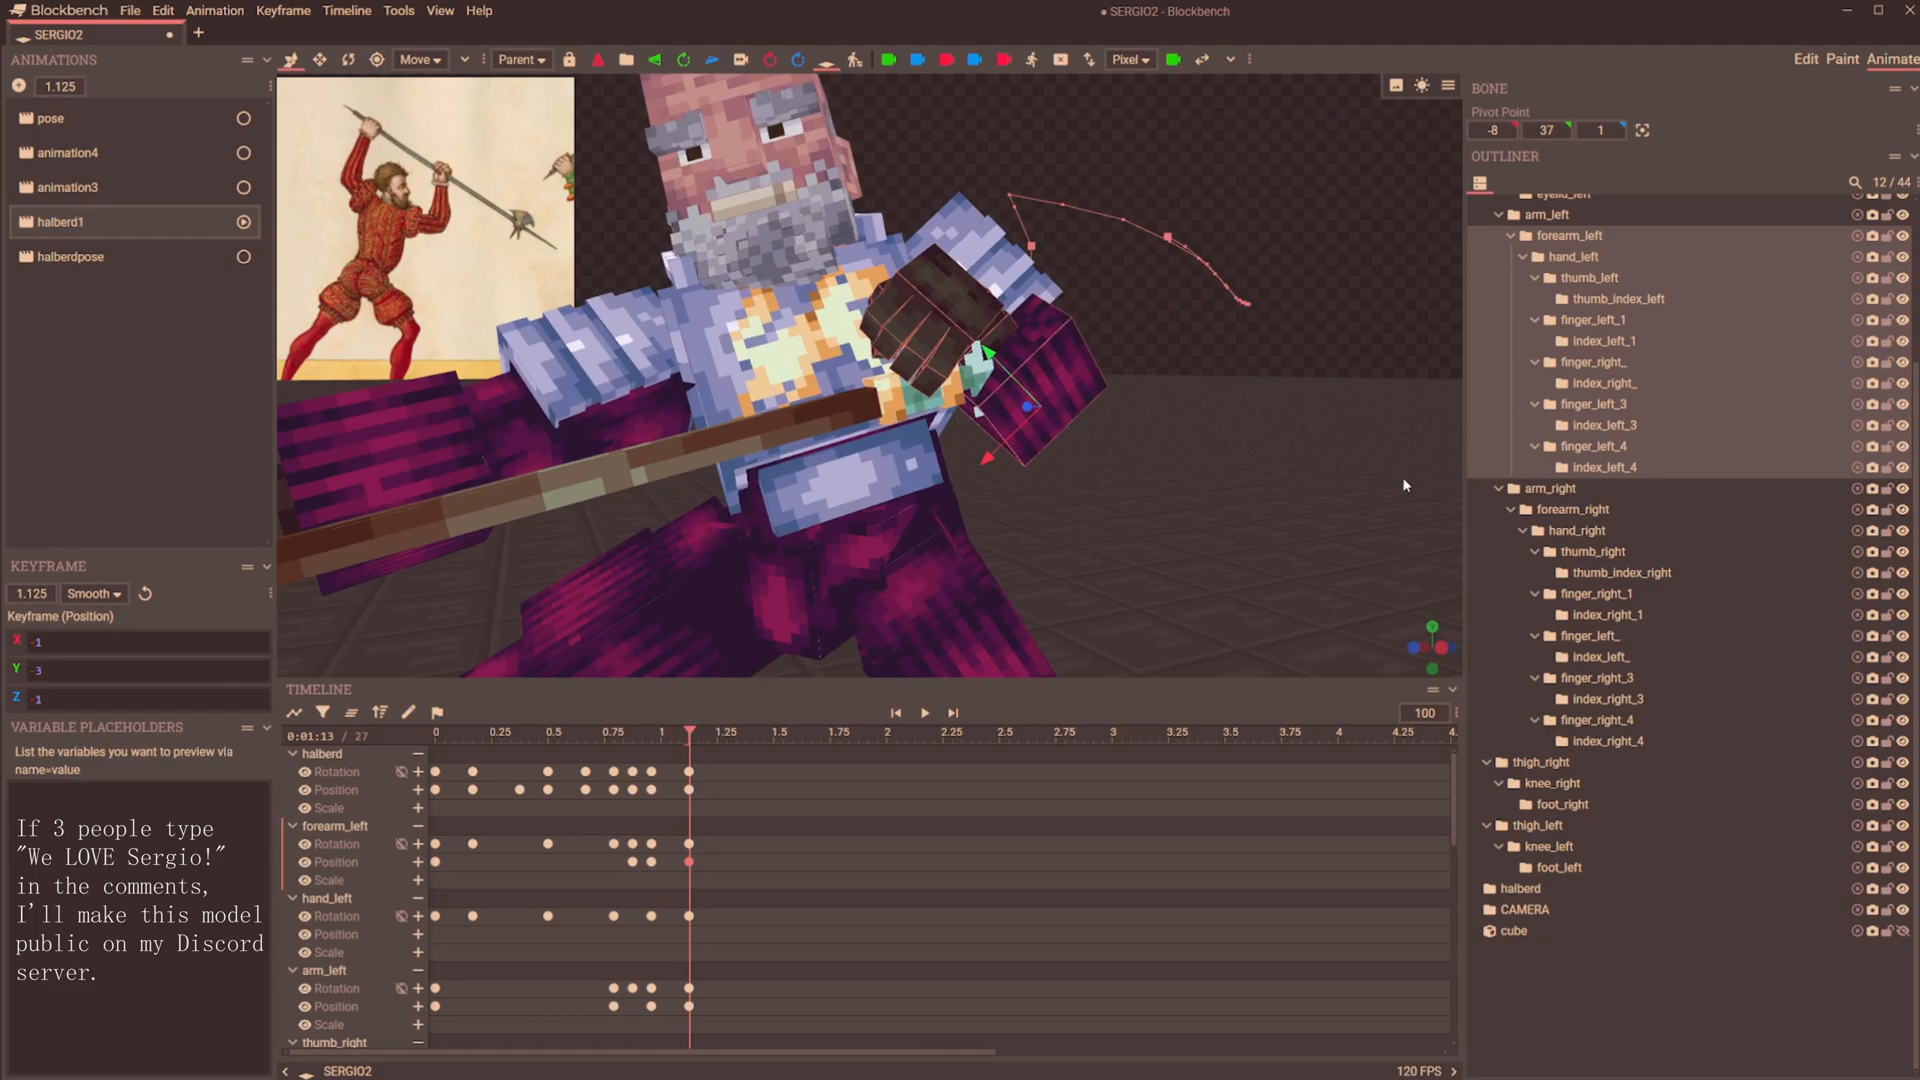 Blockbench File Edit Animation Keyframe Timeline Tools View Help
● SERGIO2 - Blockbench
SERGIO2
ANIMATIONS
1.125
pose
animation4
animation3
halberd1
halberdpose
Move
Parent
Pixel
Edit Paint Animate
KEYFRAME
1.125 Smooth
Keyframe (Position)
X -1
Y -3
Z -1
VARIABLE PLACEHOLDERS
List the variables you want to preview via
name=value
If 3 people type
"We LOVE Sergio!"
in the comments,
I'll make this model
public on my Discord
server.
BONE
Pivot Point
-8 37 1
OUTLINER
12 / 44
eyelid_left
arm_left
forearm_left
hand_left
thumb_left
thumb_index_left
finger_left_1
index_left_1
finger_right_
index_right_
finger_left_3
index_left_3
finger_left_4
index_left_4
arm_right
forearm_right
hand_right
thumb_right
thumb_index_right
finger_right_1
index_right_1
finger_left_
index_left_
finger_right_3
index_right_3
finger_right_4
index_right_4
thigh_right
knee_right
foot_right
thigh_left
knee_left
foot_left
halberd
CAMERA
cube
Y
TIMELINE
100
0:01:13 / 27
0 0.25 0.5 0.75 1 1.25 1.5 1.75 2 2.25 2.5 2.75 3 3.25 3.5 3.75 4 4.25 4.
halberd
Rotation
Position
Scale
forearm_left
Rotation
Position
Scale
hand_left
Rotation
Position
Scale
arm_left
Rotation
Position
Scale
thumb_right
SERGIO2
120 FPS